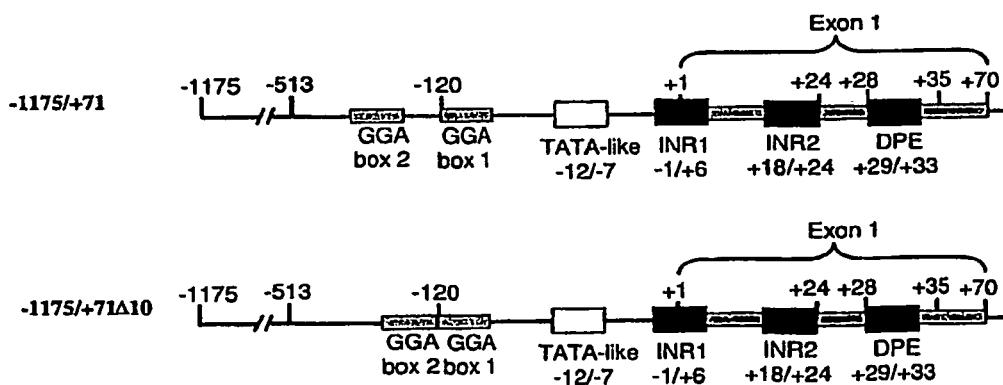 Exon 1
-1175/+71
-1175
-513
-120
+1
+24
+28
+35
+70
GGA
box 2
GGA
box 1
TATA-like
-12/-7
INR1
-1/+6
INR2
+18/+24
DPE
+29/+33
Exon 1
-1175/+71Δ10
-1175
-513
-120
+1
+24
+28
+35
+70
GGA
box 2
GGA
box 1
TATA-like
-12/-7
INR1
-1/+6
INR2
+18/+24
DPE
+29/+33